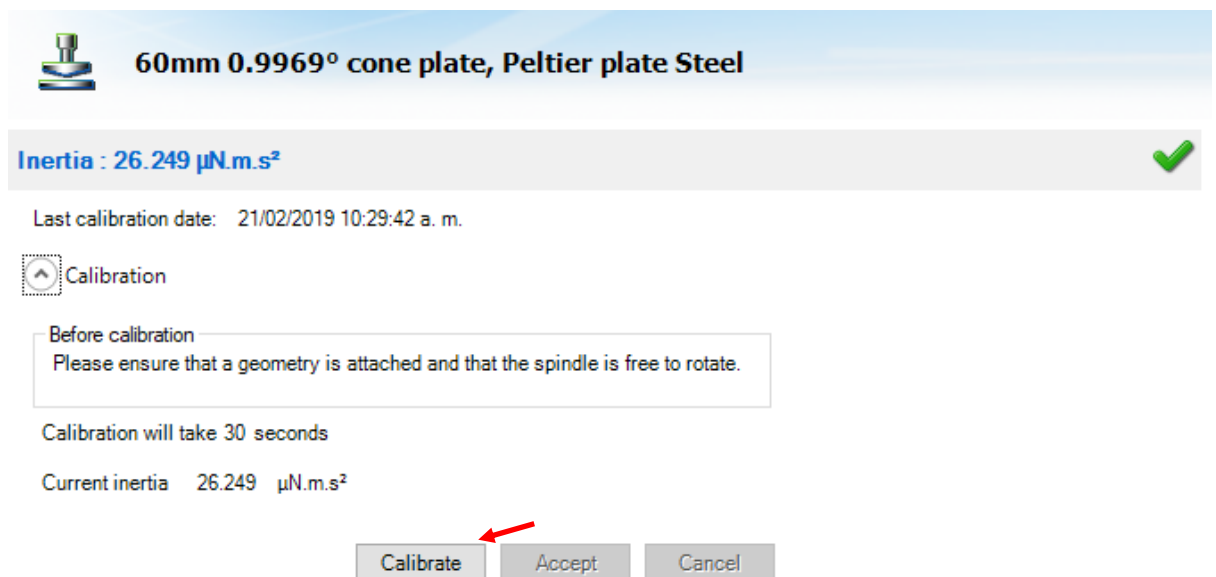 60mm 0.9969º cone plate, Peltier plate Steel
Inertia : 26.249 µN.m.s²
Last calibration date: 21/02/2019 10:29:42 a. m.
Calibration
Before calibration
Please ensure that a geometry is attached and that the spindle is free to rotate.
Calibration will take 30 seconds
Current inertia 26.249 µN.m.s²
Calibrate Accept Cancel